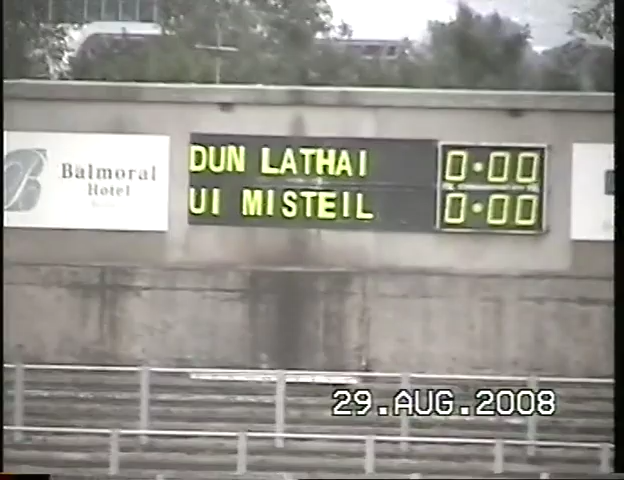 DUN LATHAI 0·00
UI MISTEIL 0·00
Balmoral
Hotel
29.AUG.2008